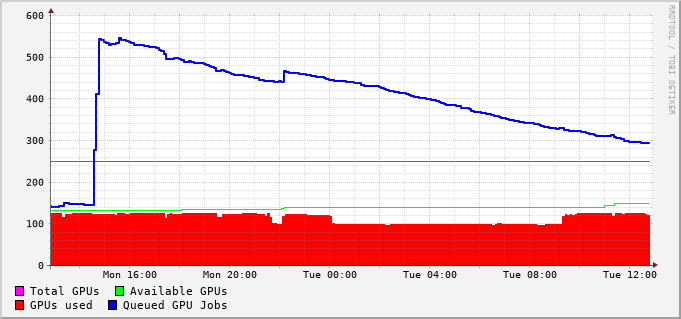 600
500
400
300
200
100
0
Mon 16:00 Mon 20:00 Tue 00:00 Tue 04:00 Tue 08:00 Tue 12:00
Total GPUs Available GPUs
GPUs used Queued GPU Jobs
RRDTOOL / TOBI OETIKER